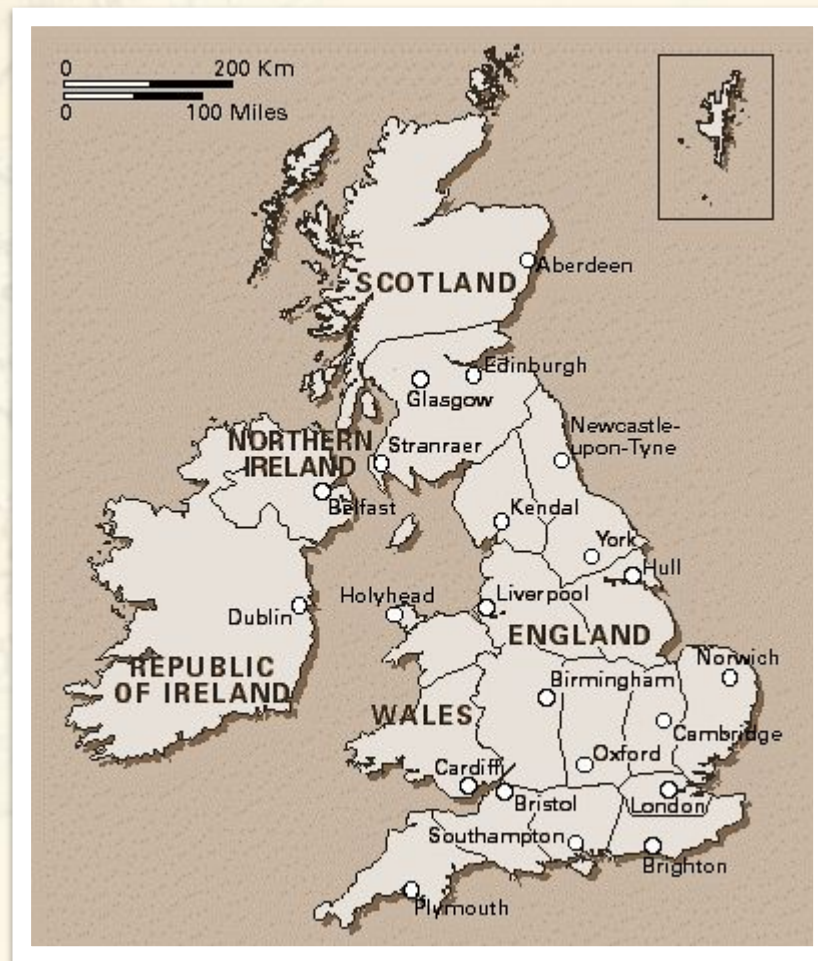 0 200 Km
0 100 Miles
Aberdeen
SCOTLAND
Edinburgh
Glasgow
Newcastle-
upon-Tyne
NORTHERN
IRELAND
Stranraer
Belfast
Kendal
York
Hull
Holyhead
Liverpool
Dublin
ENGLAND
REPUBLIC
OF IRELAND
Norwich
Birmingham
WALES
Cambridge
Oxford
Cardiff
Bristol
London
Southampton
Brighton
Plymouth